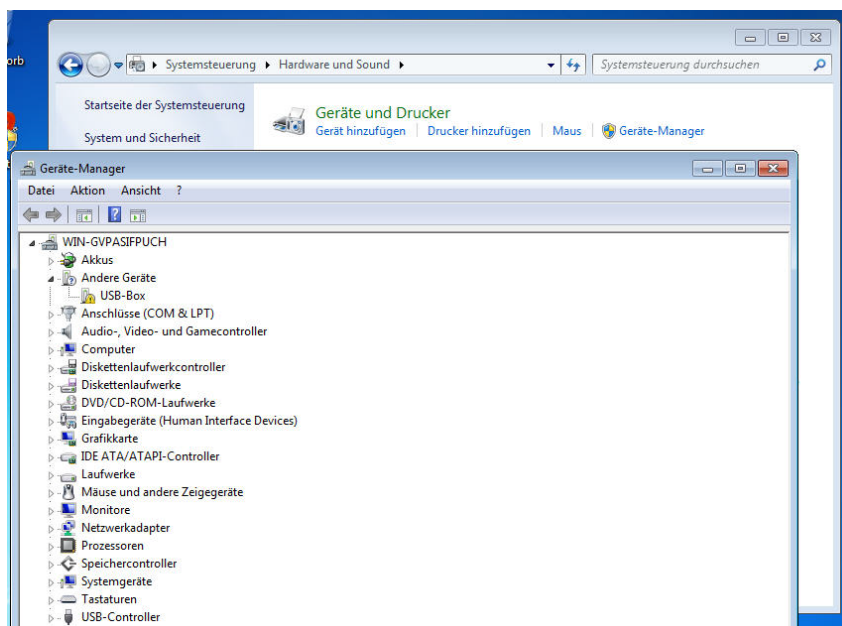 orb
Systemsteuerung Hardware und Sound
Systemsteuerung durchsuchen
Startseite der Systemsteuerung
System und Sicherheit
Geräte und Drucker
Gerät hinzufügen Drucker hinzufügen Maus Geräte-Manager
Geräte-Manager
Datei Aktion Ansicht ?
WIN-GVPASIFPUCH
Akkus
Andere Geräte
USB-Box
Anschlüsse (COM & LPT)
Audio-, Video- und Gamecontroller
Computer
Diskettenlaufwerkcontroller
Diskettenlaufwerke
DVD/CD-ROM-Laufwerke
Eingabegeräte (Human Interface Devices)
Grafikkarte
IDE ATA/ATAPI-Controller
Laufwerke
Mäuse und andere Zeigegeräte
Monitore
Netzwerkadapter
Prozessoren
Speichercontroller
Systemgeräte
Tastaturen
USB-Controller